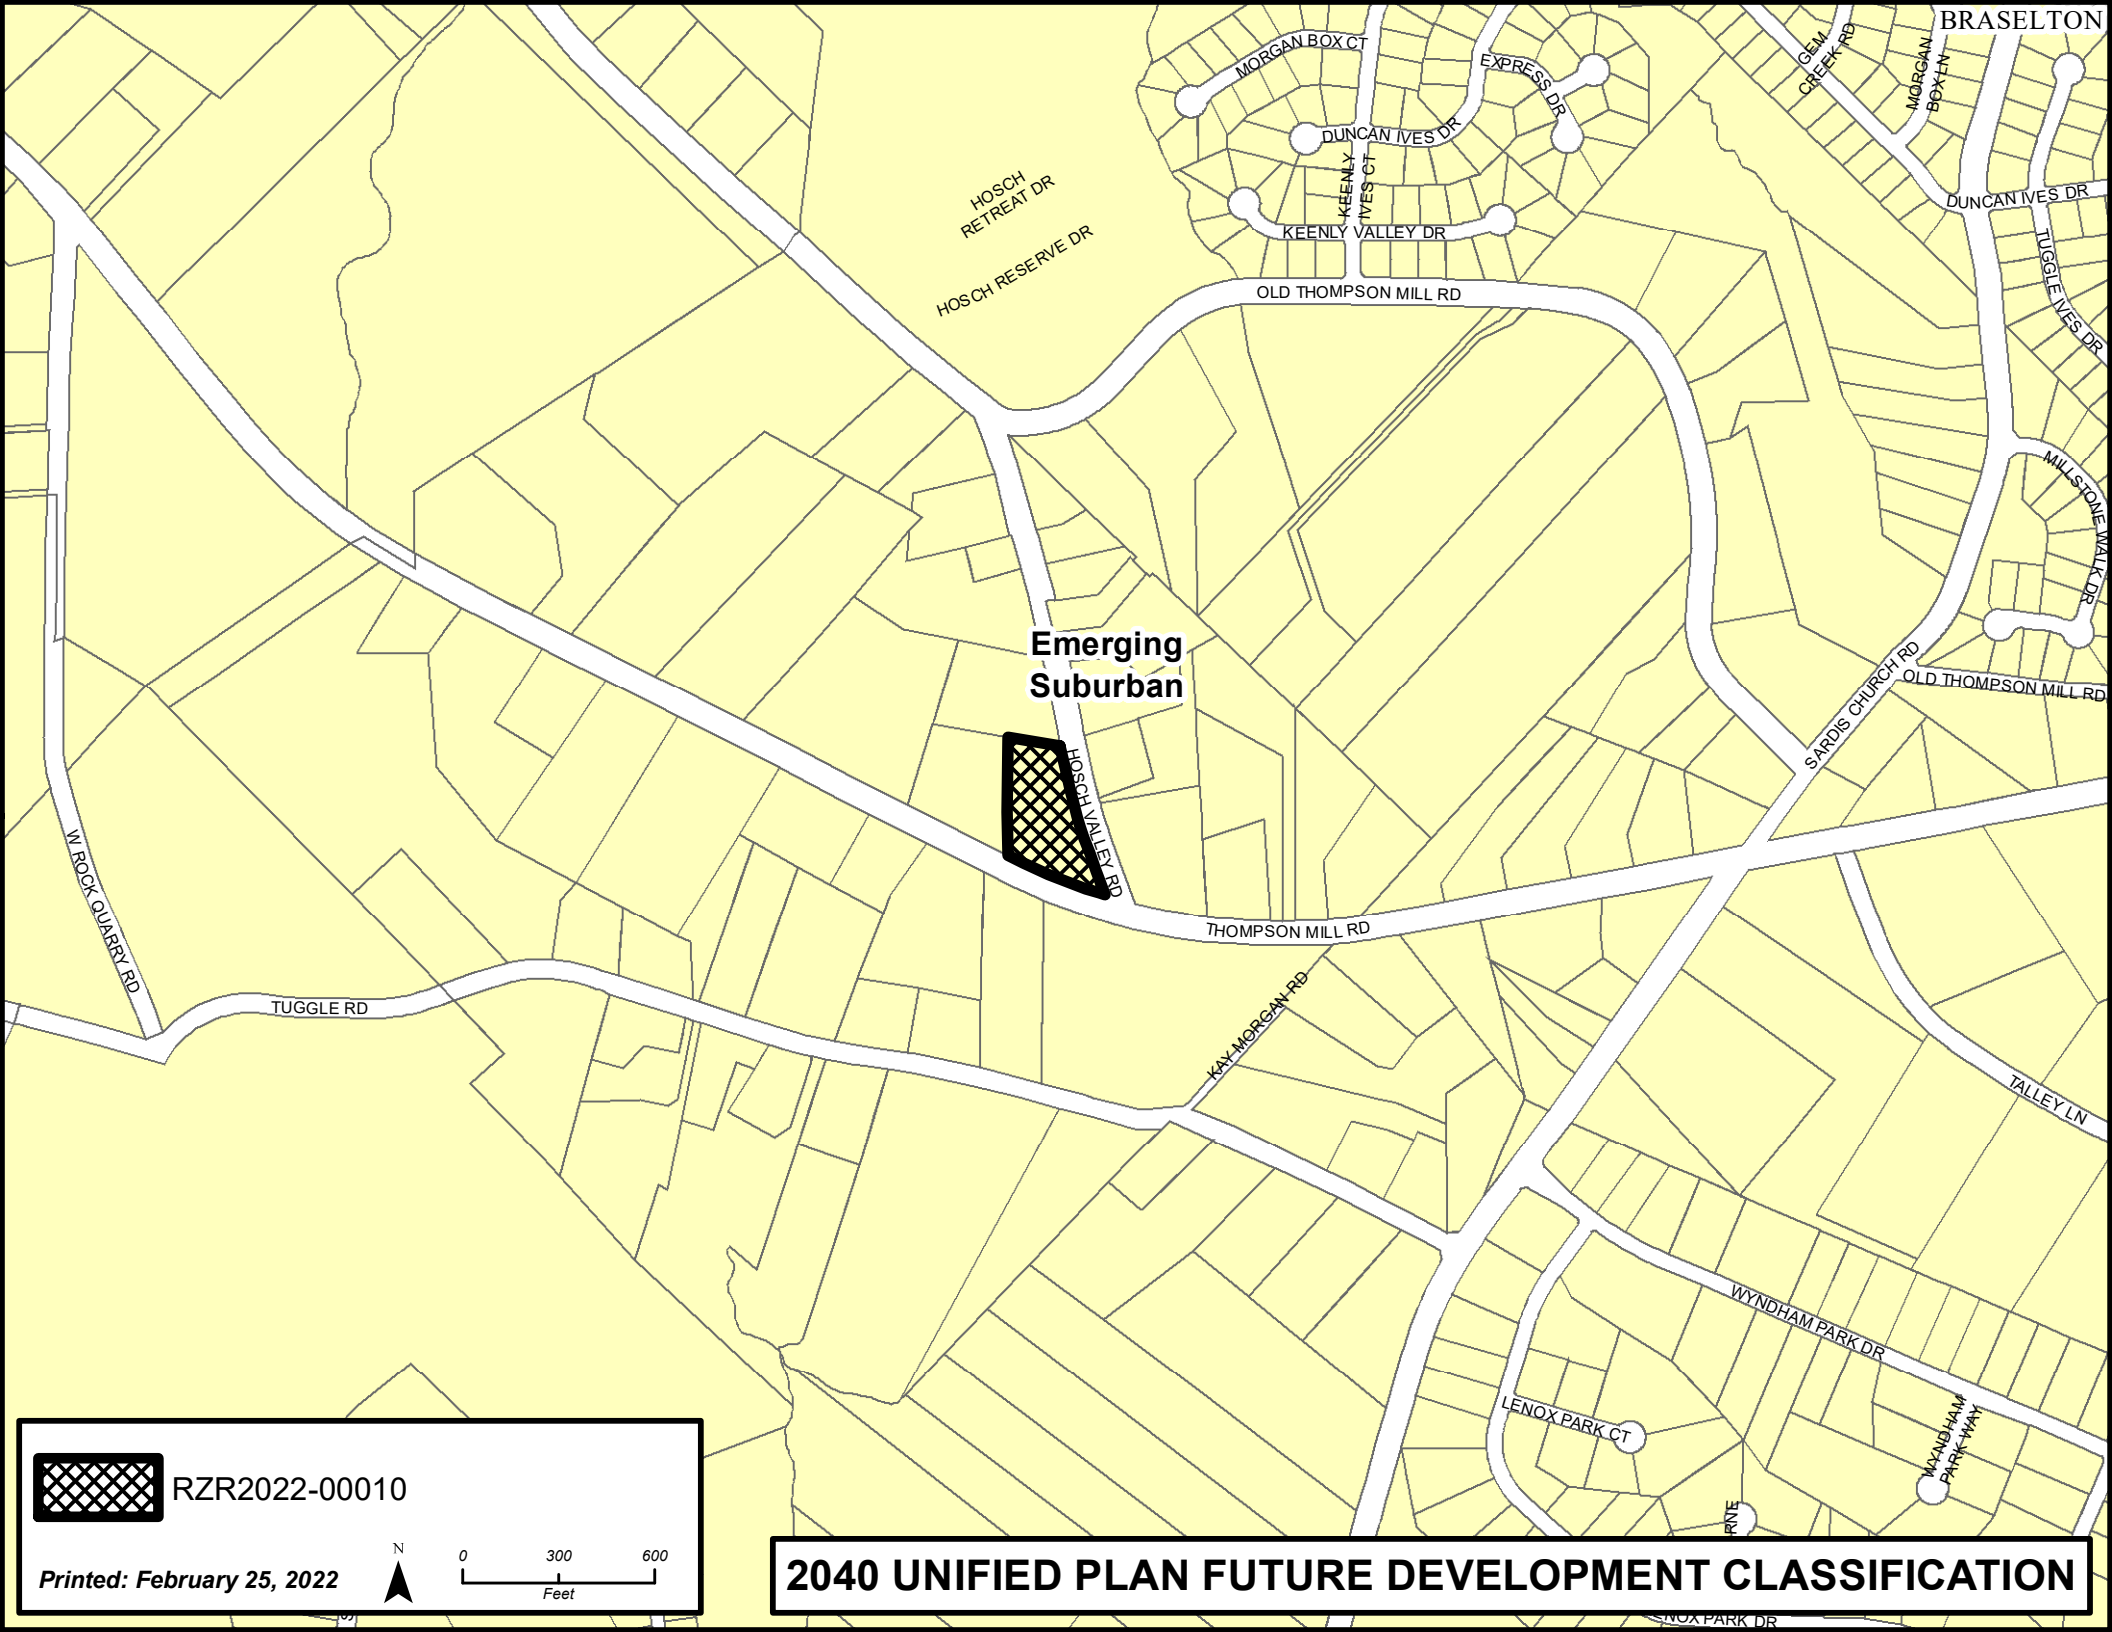 BRASELTON
MORGAN BOX CT
EXPRESS DR
GEM
CREEK RD
MORGAN
BOX LN
DUNCAN IVES DR
KEENLY
IVES CT
HOSCH
RETREAT DR
DUNCAN IVES DR
KEENLY VALLEY DR
HOSCH RESERVE DR
TUGGLE IVES DR
OLD THOMPSON MILL RD
MILLSTONE WALK DR
Emerging
Suburban
SARDIS CHURCH RD
OLD THOMPSON MILL RD
HOSCH VALLEY RD
W ROCK QUARRY RD
THOMPSON MILL RD
TUGGLE RD
KAY MORGAN RD
TALLEY LN
WYNDHAM PARK DR
LENOX PARK CT
WYNDHAM
PARK WAY
RNE
RZR2022-00010
N
0 300 600
Feet
Printed: February 25, 2022
2040 UNIFIED PLAN FUTURE DEVELOPMENT CLASSIFICATION
ENOX PARK DR